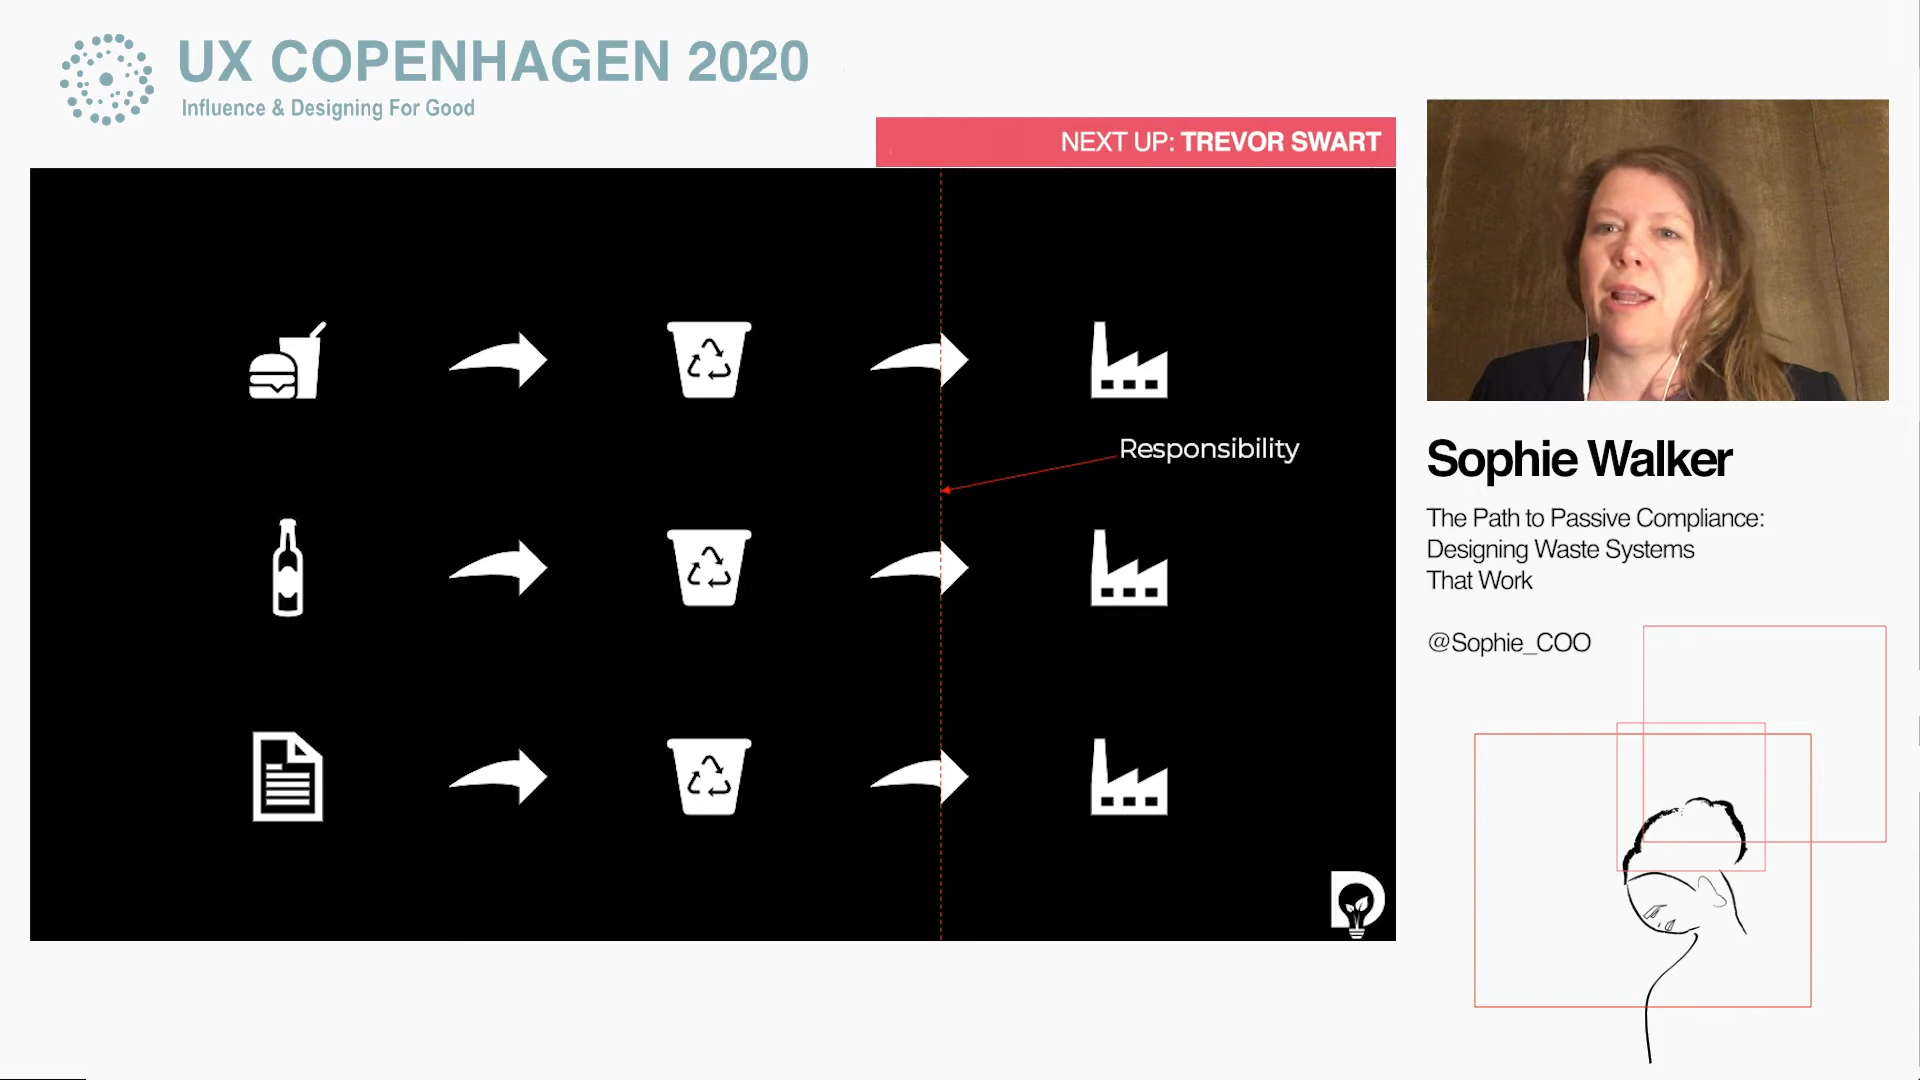 UX COPENHAGEN 2020
Influence & Designing For Good
NEXT UP: TREVOR SWART
Responsibility
Sophie Walker
The Path to Passive Compliance:
Designing Waste Systems
That Work
@Sophie_COO